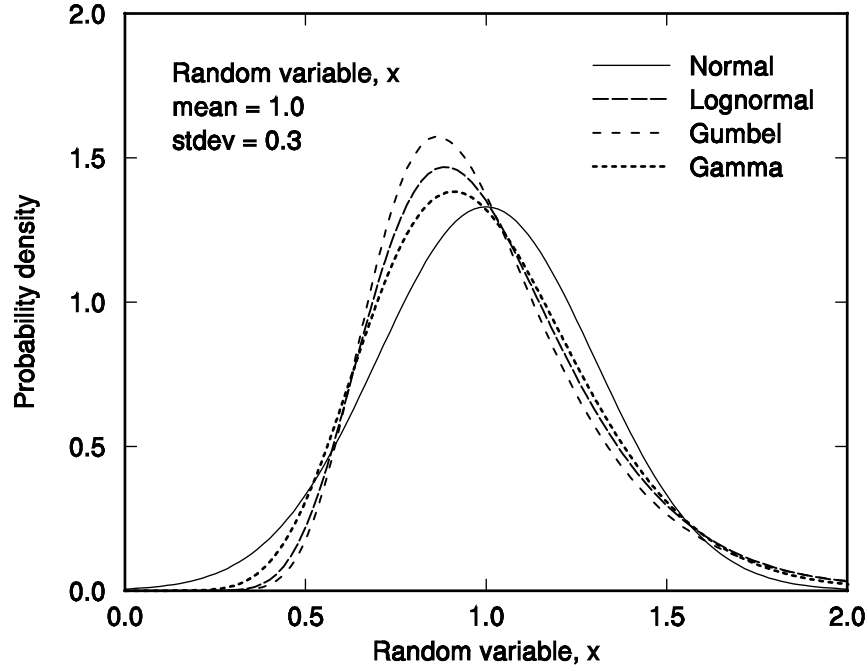 2.0
Random variable, x
mean = 1.0
stdev = 0.3
Normal
Lognormal
Gumbel
Gamma
1.5
1.0
0.5
0.0
Probability density
0.0 0.5 1.0 1.5 2.0
Random variable, x